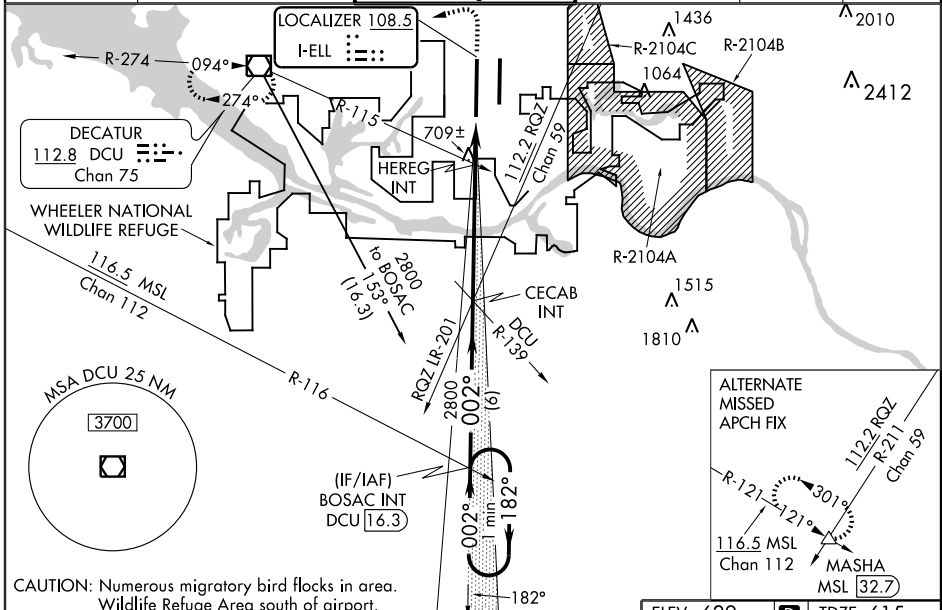 LOCALIZER 108.5
I-ELL
1436
2010
R-2104C
R-2104B
1064
2412
R-274
094°
274°
R-115
DECATUR
112.8 DCU
Chan 75
709±
HEREG
INT
112.2 RQZ
Chan 59
WHEELER NATIONAL
WILDLIFE REFUGE
R-2104A
116.5 MSL
Chan 112
2800
to BOSAC
153°
(16.3)
CECAB
INT
1515
1810
DCU
R-139
RQZ LR-201
R-116
2800
002°
(6)
MSA DCU 25 NM
3700
(IF/IAF)
BOSAC INT
DCU 16.3
002°
1 min
182°
182°
ALTERNATE
MISSED
APCH FIX
112.2 RQZ
R-211
Chan 59
R-121
121°
301°
116.5 MSL
Chan 112
MASHA
MSL 32.7
CAUTION: Numerous migratory bird flocks in area.
Wildlife Refuge Area south of airport.